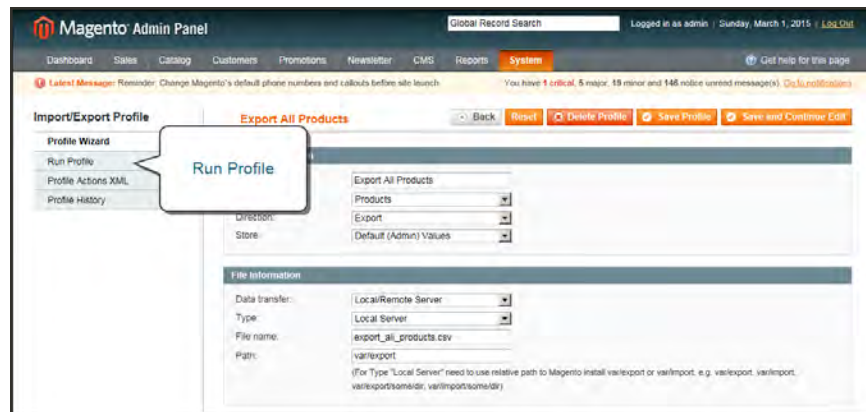 Magento Admin Panel
Global Record Search
Logged in as admin | Sunday, March 1, 2015 | Log Out
Dashboard Sales Catalog Customers Promotions Newsletter CMS Reports System
Get help for this page
Latest Message: Reminder: Change Magento's default phone numbers and callouts before site launch
You have 1 critical, 5 major, 19 minor and 146 notice unread message(s). Go to notifications
Import/Export Profile
Profile Wizard
Run Profile
Profile Actions XML
Profile History
Run Profile
Export All Products
Back Reset Delete Profile Save Profile Save and Continue Edit
Export All Products
Products
Direction: Export
Store: Default (Admin) Values
File Information
Data transfer: Local/Remote Server
Type: Local Server
File name: export_all_products.csv
Path: var/export
(For Type "Local Server" need to use relative path to Magento install var/export or var/import, e.g. var/export, var/import,
var/export/some/dir, var/import/some/dir)